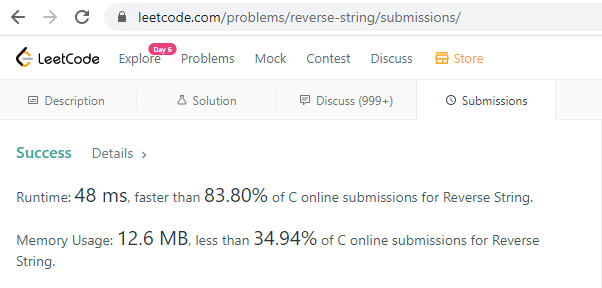 leetcode.com/problems/reverse-string/submissions/
Day 6
LeetCode Explore Problems Mock Contest Discuss Store
Description Solution Discuss (999+) Submissions
Success Details >
Runtime: 48 ms, faster than 83.80% of C online submissions for Reverse String.
Memory Usage: 12.6 MB, less than 34.94% of C online submissions for Reverse
String.